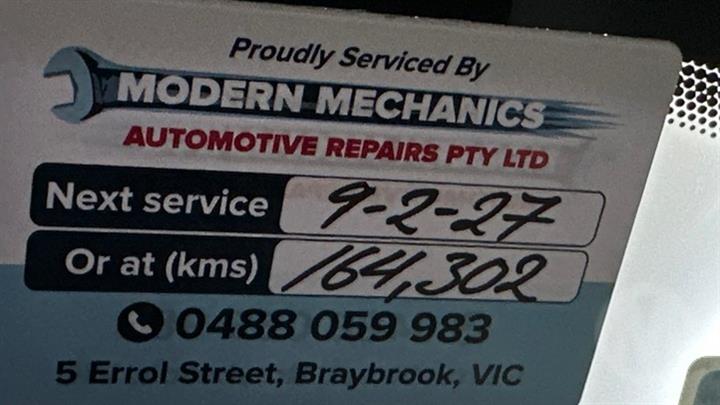 Proudly Serviced By
MODERN MECHANICS
AUTOMOTIVE REPAIRS PTY LTD
Next service 9-2-27
Or at (kms) 164,302
0488 059 983
5 Errol Street, Braybrook, VIC